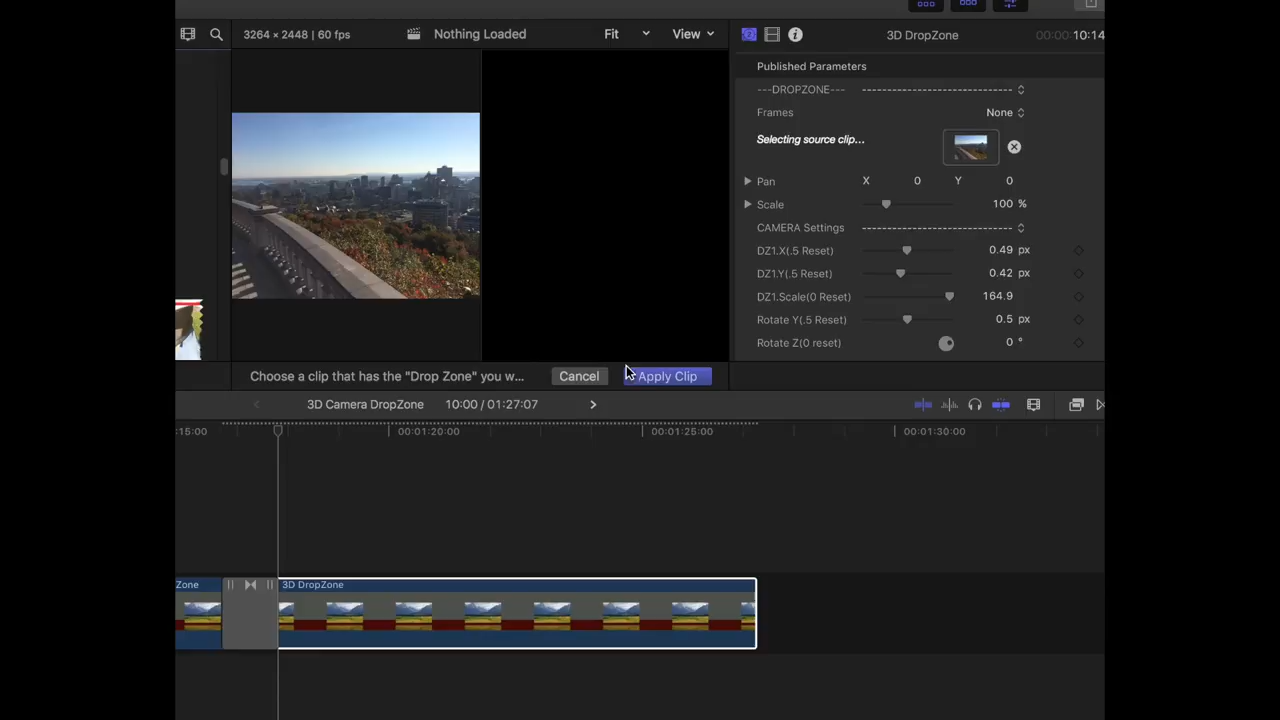 3264 × 2448 | 60 fps
Nothing Loaded
Fit
View
3D DropZone
00:00:10:14
Published Parameters
---DROPZONE---
Frames
None
Selecting source clip...
Pan
X
0
Y
0
Scale
100 %
CAMERA Settings
DZ1.X(.5 Reset)
0.49 px
DZ1.Y(.5 Reset)
0.42 px
DZ1.Scale(0 Reset)
164.9
Rotate Y(.5 Reset)
0.5 px
Rotate Z(0 reset)
0 °
Choose a clip that has the "Drop Zone" you w...
Cancel
Apply Clip
3D Camera DropZone
10:00 / 01:27:07
:15:00
00:01:20:00
00:01:25:00
00:01:30:00
Zone
3D DropZone